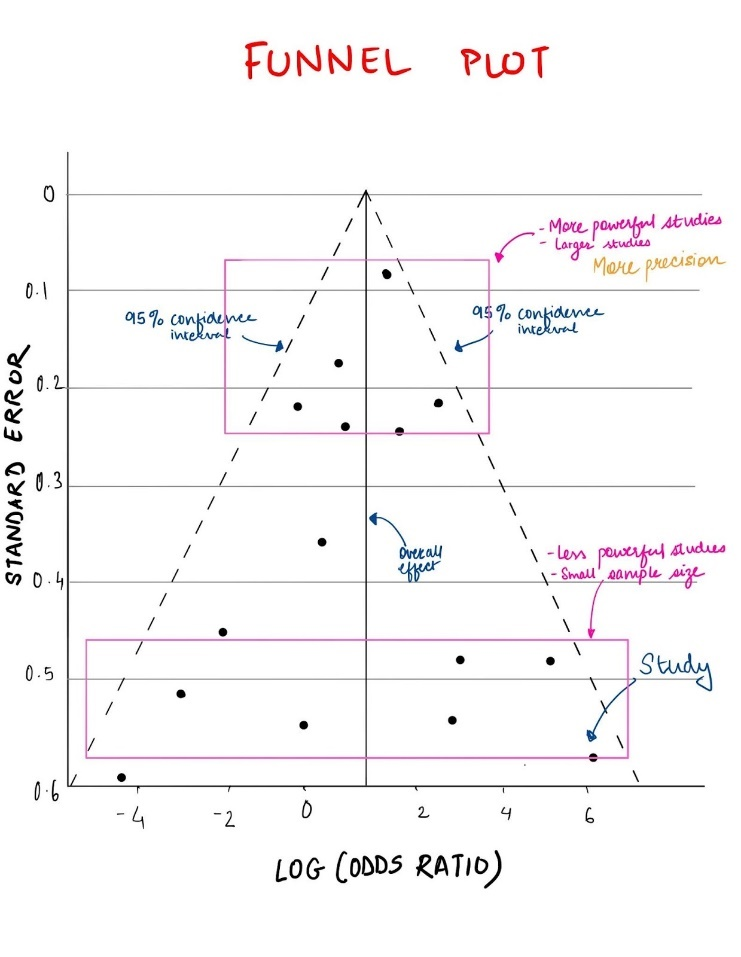 FUNNEL PLOT
0
- More powerful studies
- Larger studies
More precision
0.1
95% confidence
interval
95% confidence
interval
0.2
STANDARD ERROR
0.3
Overall
effect
- Less powerful studies
- Small sample size
0.4
Study
0.5
0.6
-4 -2 0 2 4 6
LOG (ODDS RATIO)